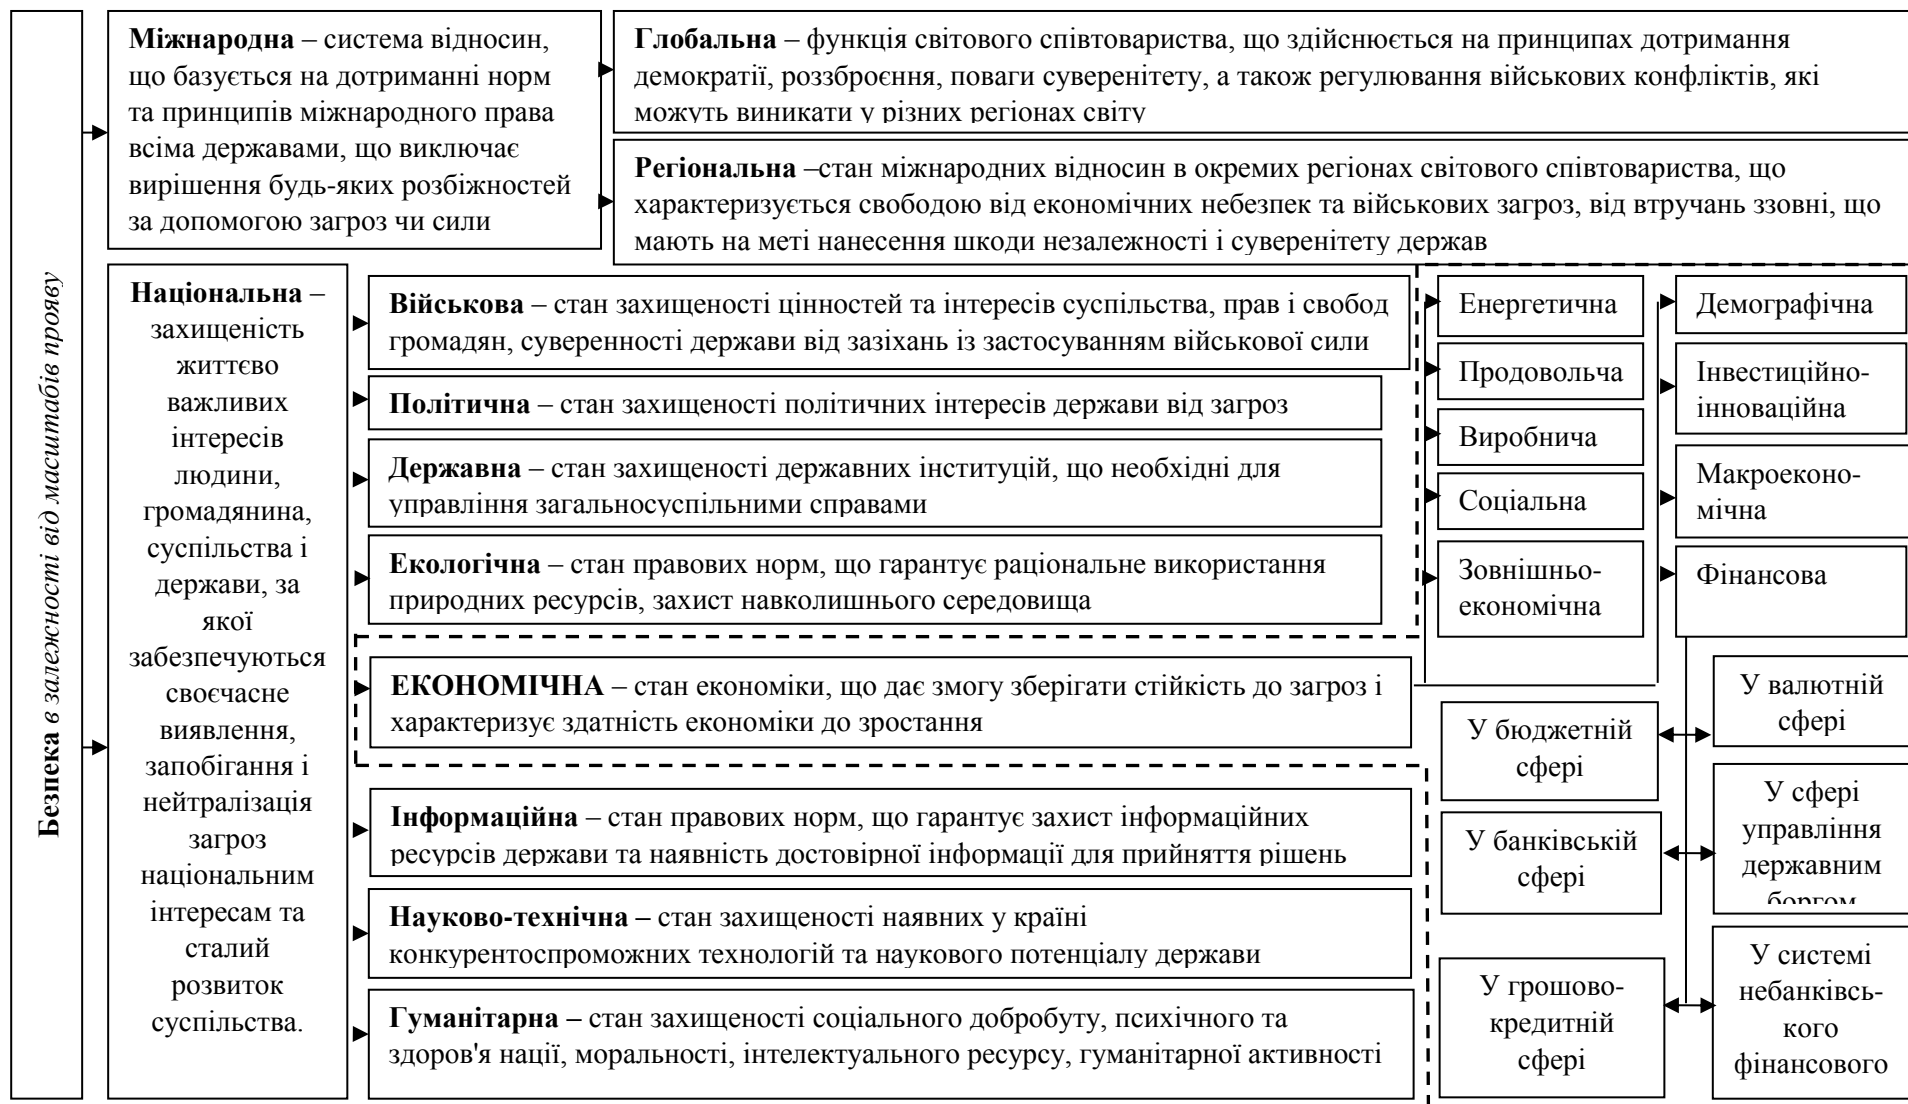 Безпека в залежності від масштабів прояву
Міжнародна – система відносин,
що базується на дотриманні норм
та принципів міжнародного права
всіма державами, що виключає
вирішення будь-яких розбіжностей
за допомогою загроз чи сили
Глобальна – функція світового співтовариства, що здійснюється на принципах дотримання
демократії, роззброєння, поваги суверенітету, а також регулювання військових конфліктів, які
можуть виникати у різних регіонах світу
Регіональна –стан міжнародних відносин в окремих регіонах світового співтовариства, що
характеризується свободою від економічних небезпек та військових загроз, від втручань ззовні, що
мають на меті нанесення шкоди незалежності і суверенітету держав
Національна –
захищеність
життєво
важливих
інтересів
людини,
громадянина,
суспільства і
держави, за
якої
забезпечуються
своєчасне
виявлення,
запобігання і
нейтралізація
загроз
національним
інтересам та
сталий
розвиток
суспільства.
Військова – стан захищеності цінностей та інтересів суспільства, прав і свобод
громадян, суверенності держави від зазіхань із застосуванням військової сили
Політична – стан захищеності політичних інтересів держави від загроз
Державна – стан захищеності державних інституцій, що необхідні для
управління загальносуспільними справами
Екологічна – стан правових норм, що гарантує раціональне використання
природних ресурсів, захист навколишнього середовища
ЕКОНОМІЧНА – стан економіки, що дає змогу зберігати стійкість до загроз і
характеризує здатність економіки до зростання
Інформаційна – стан правових норм, що гарантує захист інформаційних
ресурсів держави та наявність достовірної інформації для прийняття рішень
Науково-технічна – стан захищеності наявних у країні
конкурентоспроможних технологій та наукового потенціалу держави
Гуманітарна – стан захищеності соціального добробуту, психічного та
здоров'я нації, моральності, інтелектуального ресурсу, гуманітарної активності
Енергетична
Продовольча
Виробнича
Соціальна
Зовнішньо-
економічна
Демографічна
Інвестиційно-
інноваційна
Макроеконо-
мічна
Фінансова
У бюджетній
сфері
У банківській
сфері
У грошово-
кредитній
сфері
У валютній
сфері
У сфері
управління
державним
боргом
У системі
небанківсь-
кого
фінансового